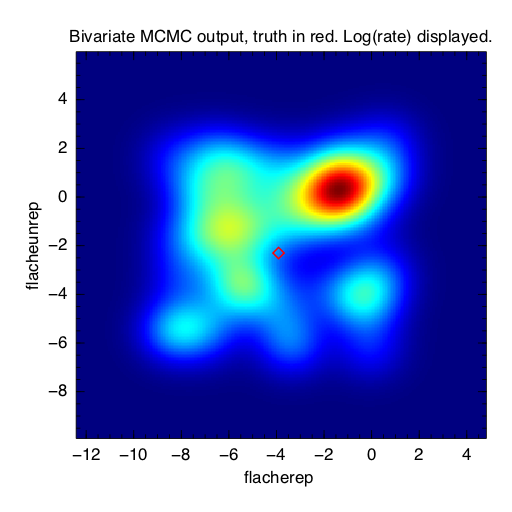 Bivariate MCMC output, truth in red. Log(rate) displayed.
4
2
0
−2
−4
−6
−8
flacheunrep
−12 −10 −8 −6 −4 −2 0 2 4
flacherep